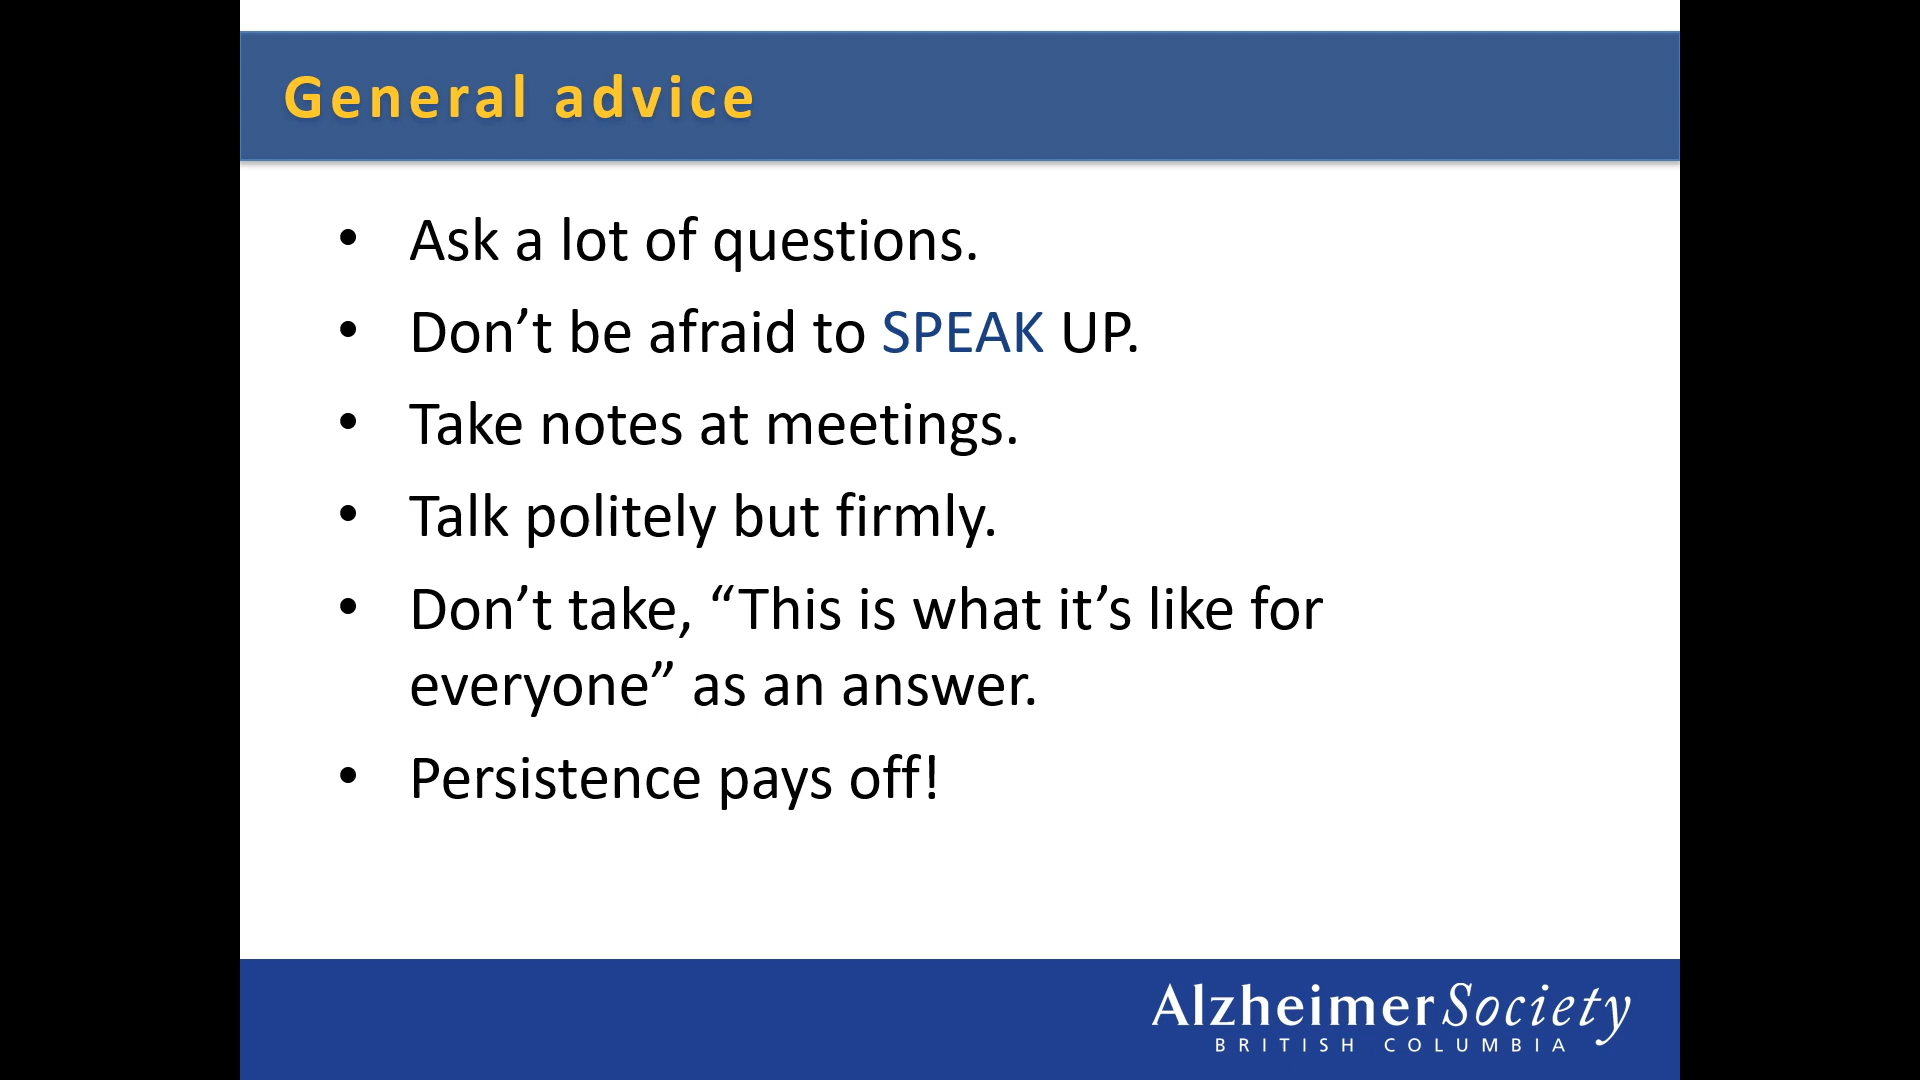 General advice
• Ask a lot of questions.
• Don’t be afraid to SPEAK UP.
• Take notes at meetings.
• Talk politely but firmly.
• Don’t take, “This is what it’s like for
everyone” as an answer.
• Persistence pays off!
AlzheimerSociety
BRITISH COLUMBIA